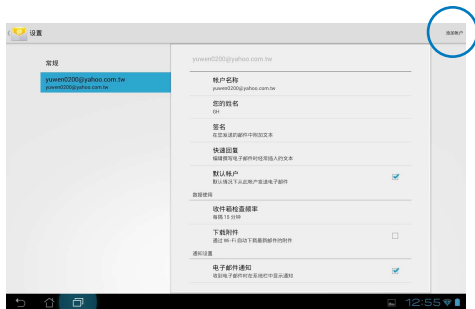 设置
添加帐户
常规
yuwen0200@yahoo.com.tw
yuwen0200@yahoo.com.tw
yuwen0200@yahoo.com.tw
帐户名称
yuwen0200@yahoo.com.tw
您的姓名
GH
签名
在您发送的邮件中附加文本
快速回复
编辑撰写电子邮件时经常插入的文本
默认帐户
默认情况下从此帐户发送电子邮件
数据使用
收件箱检查频率
每隔 15 分钟
下载附件
通过 Wi-Fi 自动下载最新邮件的附件
通知设置
电子邮件通知
收到电子邮件时在系统栏中显示通知
12:55